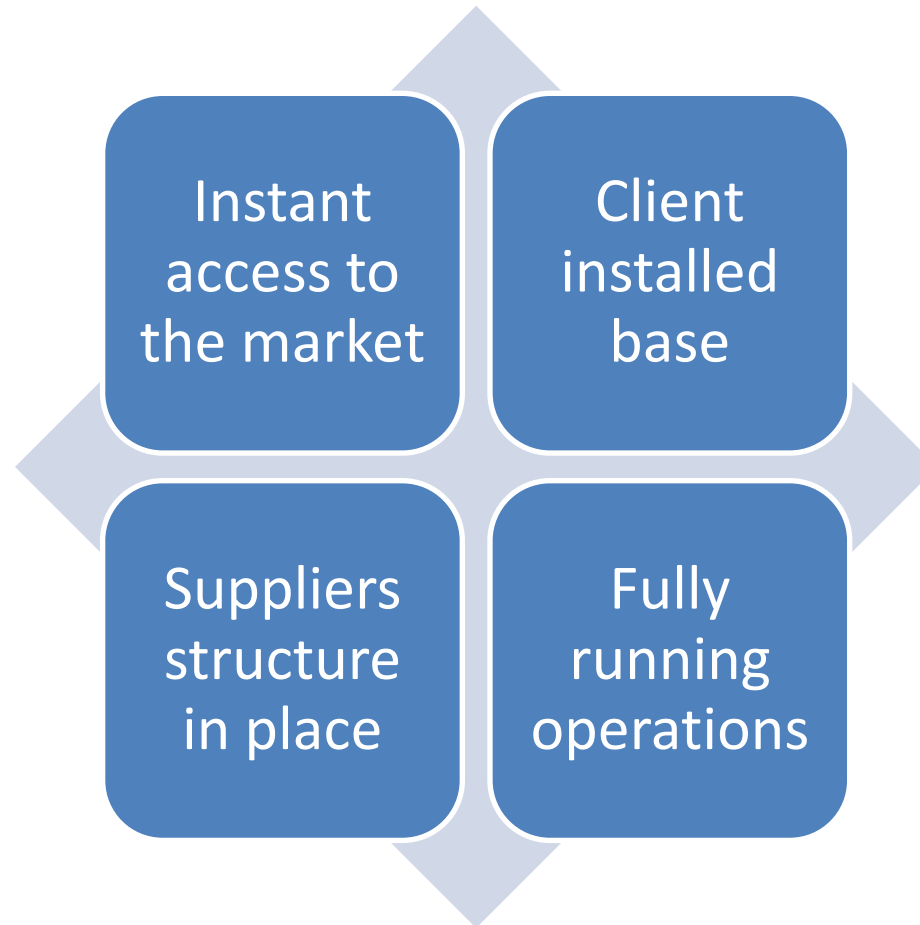 Instant
access to
the market
Client
installed
base
Suppliers
structure
in place
Fully
running
operations